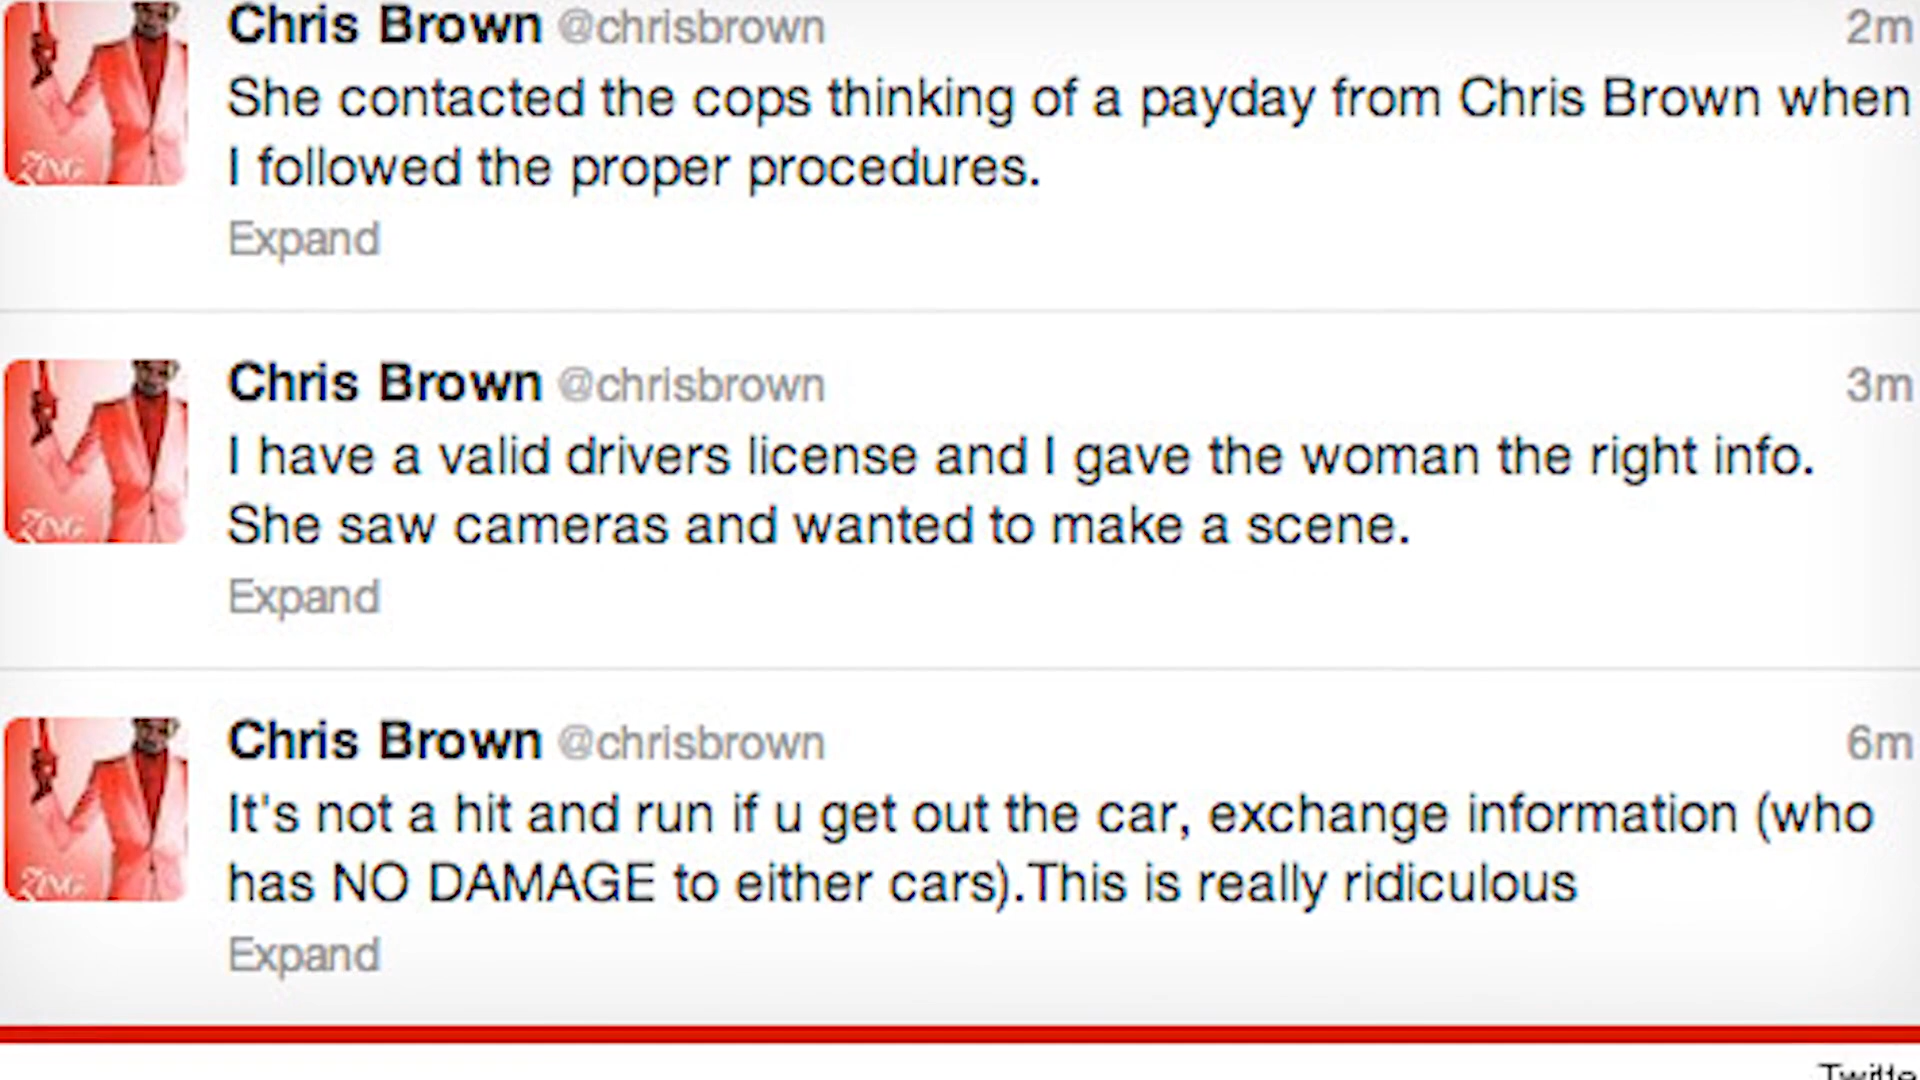 Chris Brown @chrisbrown 2m
She contacted the cops thinking of a payday from Chris Brown when
I followed the proper procedures.
Expand
Chris Brown @chrisbrown 3m
I have a valid drivers license and I gave the woman the right info.
She saw cameras and wanted to make a scene.
Expand
Chris Brown @chrisbrown 6m
It's not a hit and run if u get out the car, exchange information (who
has NO DAMAGE to either cars).This is really ridiculous
Expand